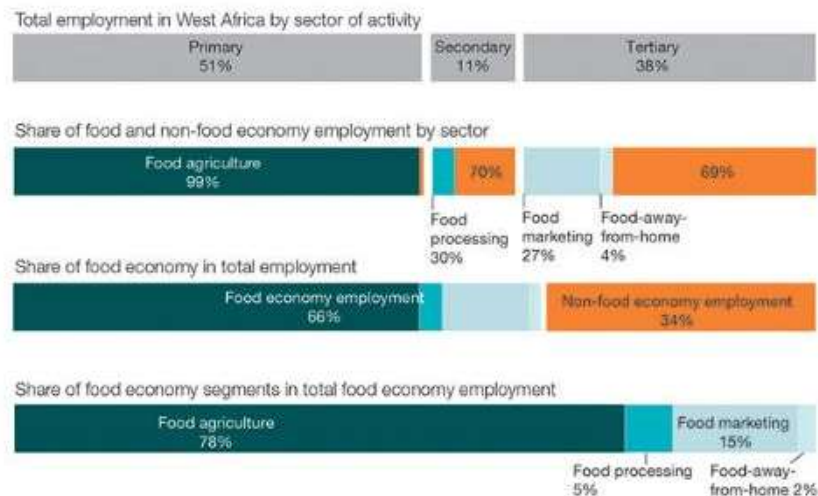 Total employment in West Africa by sector of activity
Primary
51%
Secondary
11%
Tertiary
38%
Share of food and non-food economy employment by sector
Food agriculture
99%
70%
69%
Food
processing
30%
Food
marketing
27%
Food-away-
from-home
4%
Share of food economy in total employment
Food economy employment
66%
Non-food economy employment
34%
Share of food economy segments in total food economy employment
Food agriculture
78%
Food marketing
15%
Food processing
5%
Food-away-
from-home 2%